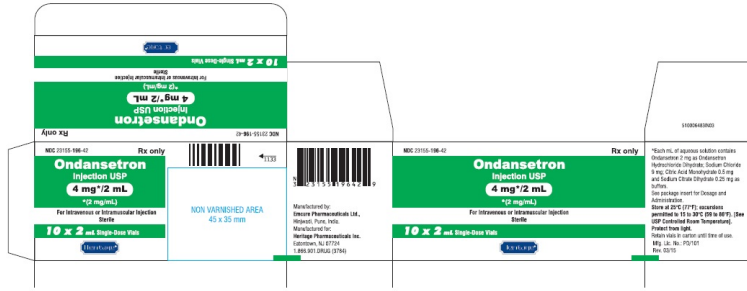 Heritage
10 x 2 mL Single-Dose Vials
For Intravenous or Intramuscular Injection
Sterile
*(2 mg/mL)
4 mg*/2 mL
Injection USP
Ondansetron
NDC 23155-196-42 Rx only
NDC 23155-196-42 Rx only
Ondansetron
Injection USP
4 mg*/2 mL
*(2 mg/mL)
For Intravenous or Intramuscular Injection
Sterile
10 x 2 mL Single-Dose Vials
Heritage
1133
NON VARNISHED AREA
45 x 35 mm
N
3 23155 19642 9
Manufactured by:
Emcure Pharmaceuticals Ltd.,
Hinjwadi, Pune, India.
Manufactured for:
Heritage Pharmaceuticals Inc.
Eatontown, NJ 07724
1.866.901.DRUG (3784)
NDC 23155-196-42 Rx only
Ondansetron
Injection USP
4 mg*/2 mL
*(2 mg/mL)
For Intravenous or Intramuscular Injection
Sterile
10 x 2 mL Single-Dose Vials
Heritage
*Each mL of aqueous solution contains
Ondansetron 2 mg as Ondansetron
Hydrochloride Dihydrate; Sodium Chloride
9 mg; Citric Acid Monohydrate 0.5 mg
and Sodium Citrate Dihydrate 0.25 mg as
buffers.
See package insert for Dosage and
Administration.
Store at 25°C (77°F); excursions
permitted to 15 to 30°C (59 to 86°F). [See
USP Controlled Room Temperature].
Protect from light.
Retain vials in carton until time of use.
Mfg. Lic. No.: PD/101
Rev. 03/15